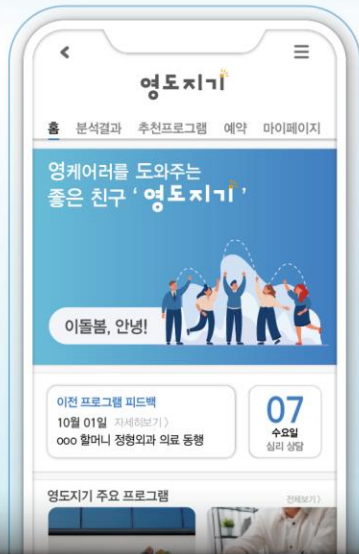 영도지기
홈 분석결과 추천프로그램 예약 마이페이지
영케어러를 도와주는
좋은 친구 ‘영도지기’
이돌봄, 안녕!
이전 프로그램 피드백
10월 01일 자세히보기 〉
ooo 할머니 정형외과 의료 동행
07
수요일
심리 상담
영도지기 주요 프로그램 전체보기 〉